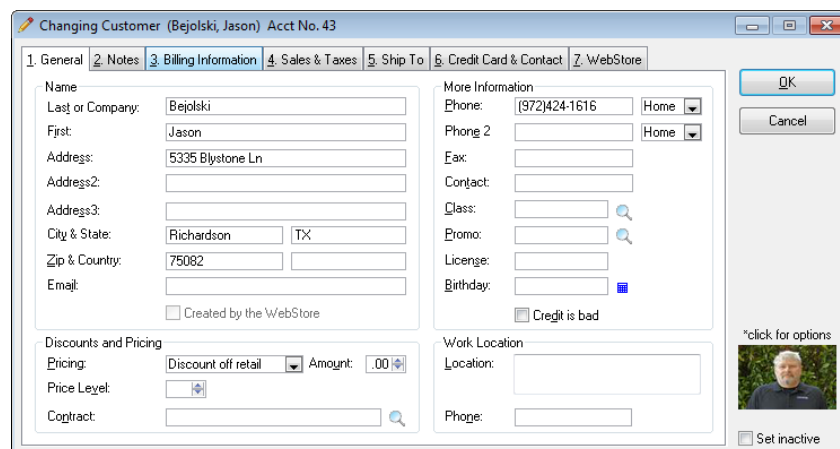 Changing Customer (Bejolski, Jason) Acct No. 43
1. General 2. Notes 3. Billing Information 4. Sales & Taxes 5. Ship To 6. Credit Card & Contact 7. WebStore
Name
Last or Company: Bejolski
First: Jason
Address: 5335 Blystone Ln
Address2:
Address3:
City & State: Richardson TX
Zip & Country: 75082
Email:
Created by the WebStore
More Information
Phone: (972)424-1616 Home
Phone 2 Home
Fax:
Contact:
Class:
Promo:
License:
Birthday:
Credit is bad
Discounts and Pricing
Pricing: Discount off retail Amount: .00
Price Level:
Contract:
Work Location
Location:
Phone:
OK
Cancel
*click for options
Set inactive